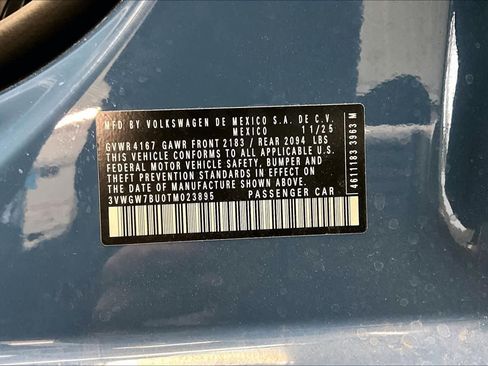 MFD BY VOLKSWAGEN DE MEXICO S.A. DE C.V.
MEXICO 11/25
GVWR 4167 GAWR FRONT 2183 / REAR 2094 LBS
THIS VEHICLE CONFORMS TO ALL APPLICABLE U.S.
FEDERAL MOTOR VEHICLE SAFETY, BUMPER AND
THEFT PREVENTION STANDARDS IN EFFECT ON
THE DATE OF MANUFACTURE SHOWN ABOVE.
3VWGW7BU0TM023895 PASSENGER CAR
4611183 3963 M